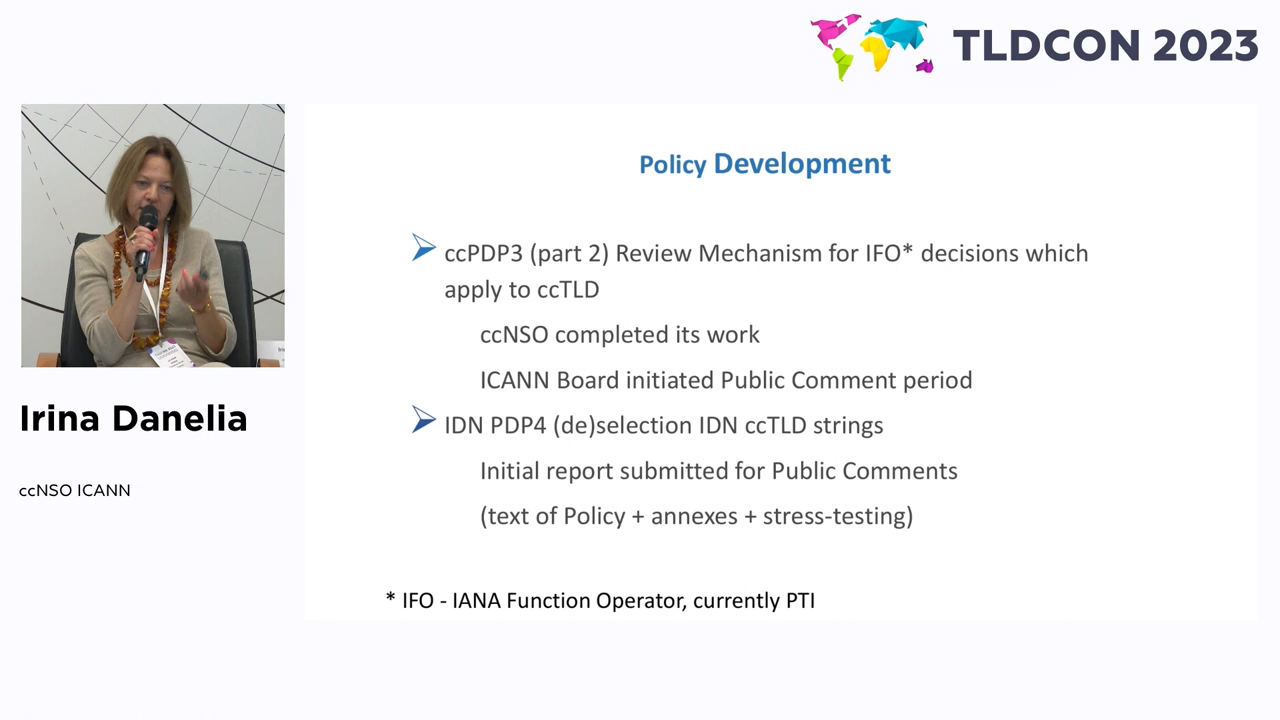 TLDCON 2023
Policy Development
ccPDP3 (part 2) Review Mechanism for IFO* decisions which
apply to ccTLD
ccNSO completed its work
ICANN Board initiated Public Comment period
IDN PDP4 (de)selection IDN ccTLD strings
Initial report submitted for Public Comments
(text of Policy + annexes + stress-testing)
* IFO - IANA Function Operator, currently PTI
Irina Danelia
ccNSO ICANN